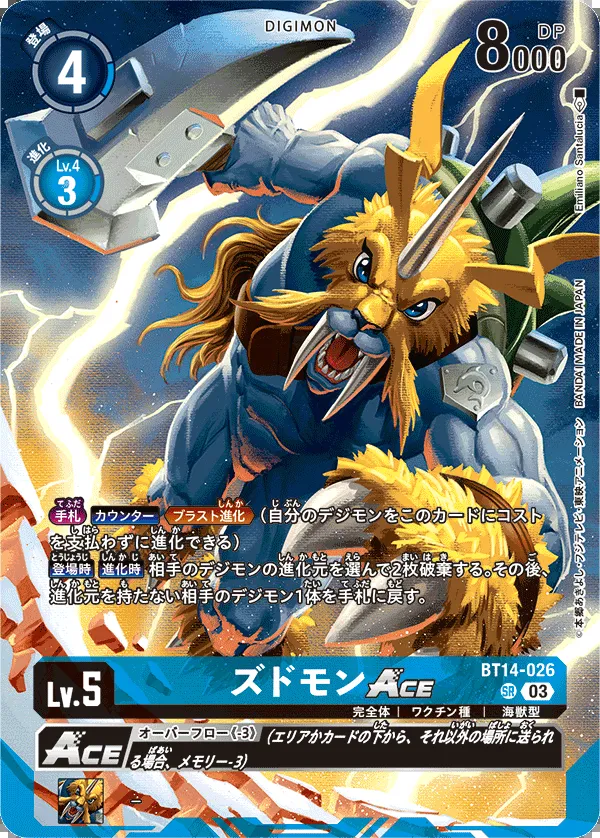 登場
4
DIGIMON
8000
DP
進化
Lv.4
3
手札 カウンター ブラスト進化 (自分のデジモンをこのカードにコスト
を支払わずに進化できる)
登場時 進化時 相手のデジモンの進化元を選んで2枚破棄する。その後、
進化元を持たない相手のデジモン1体を手札に戻す。
Emiliano Santalucia
BANDAI MADE IN JAPAN
© 本郷あきよし・フジテレビ・東映アニメーション
BT14-026
Lv.5
ズドモンACE
SR 03
完全体 | ワクチン種 | 海獣型
ACE オーバーフロー《-3》 (エリアかカードの下から、それ以外の場所に送られ
る場合、メモリー-3)
-